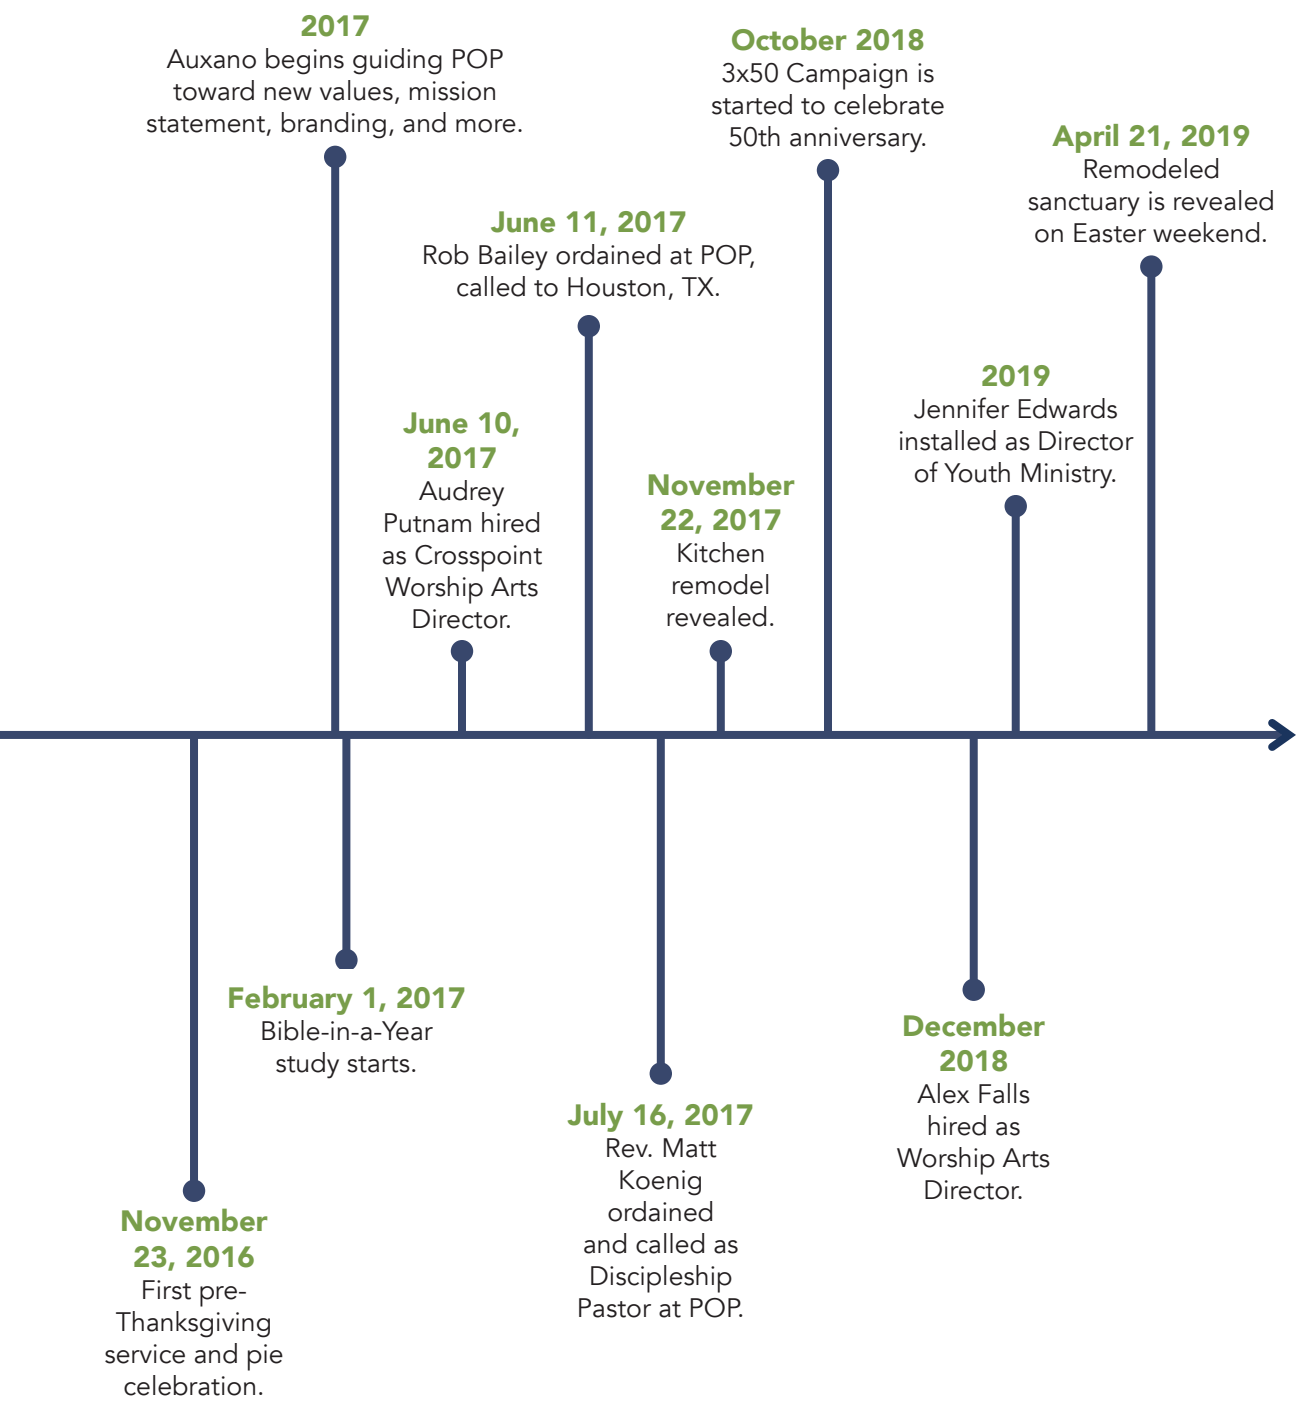 2017
Auxano begins guiding POP
toward new values, mission
statement, branding, and more.
October 2018
3x50 Campaign is
started to celebrate
50th anniversary.
April 21, 2019
Remodeled
sanctuary is revealed
on Easter weekend.
June 11, 2017
Rob Bailey ordained at POP,
called to Houston, TX.
2019
Jennifer Edwards
installed as Director
of Youth Ministry.
June 10,
2017
Audrey
Putnam hired
as Crosspoint
Worship Arts
Director.
November
22, 2017
Kitchen
remodel
revealed.
February 1, 2017
Bible-in-a-Year
study starts.
December
2018
Alex Falls
hired as
Worship Arts
Director.
July 16, 2017
Rev. Matt
Koenig
ordained
and called as
Discipleship
Pastor at POP.
November
23, 2016
First pre-
Thanksgiving
service and pie
celebration.